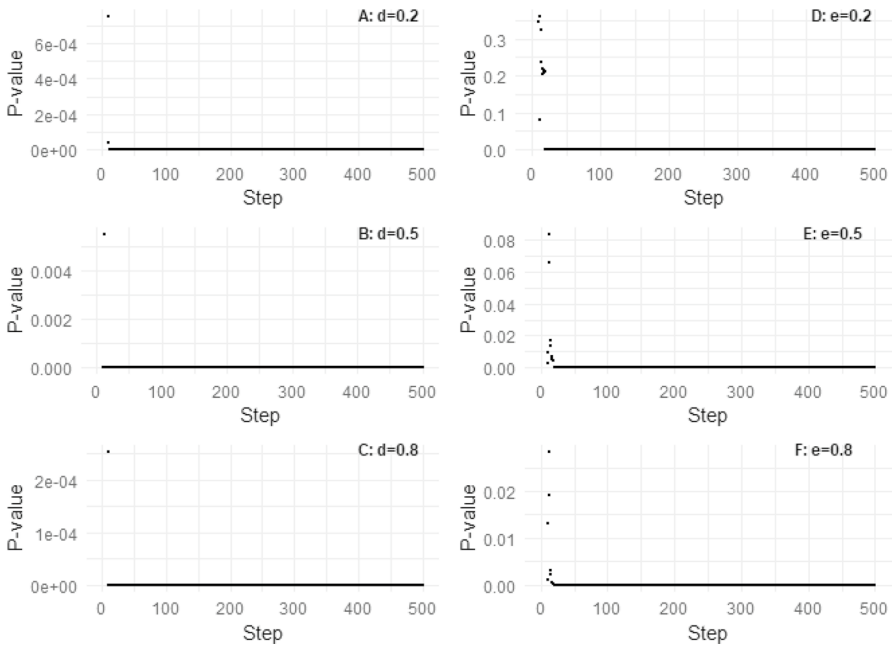 A: d=0.2
P-value
6e-04
4e-04
2e-04
0e+00
0 100 200 300 400 500
Step
D: e=0.2
P-value
0.3
0.2
0.1
0.0
0 100 200 300 400 500
Step
B: d=0.5
P-value
0.004
0.002
0.000
0 100 200 300 400 500
Step
E: e=0.5
P-value
0.08
0.06
0.04
0.02
0.00
0 100 200 300 400 500
Step
C: d=0.8
P-value
2e-04
1e-04
0e+00
0 100 200 300 400 500
Step
F: e=0.8
P-value
0.02
0.01
0.00
0 100 200 300 400 500
Step